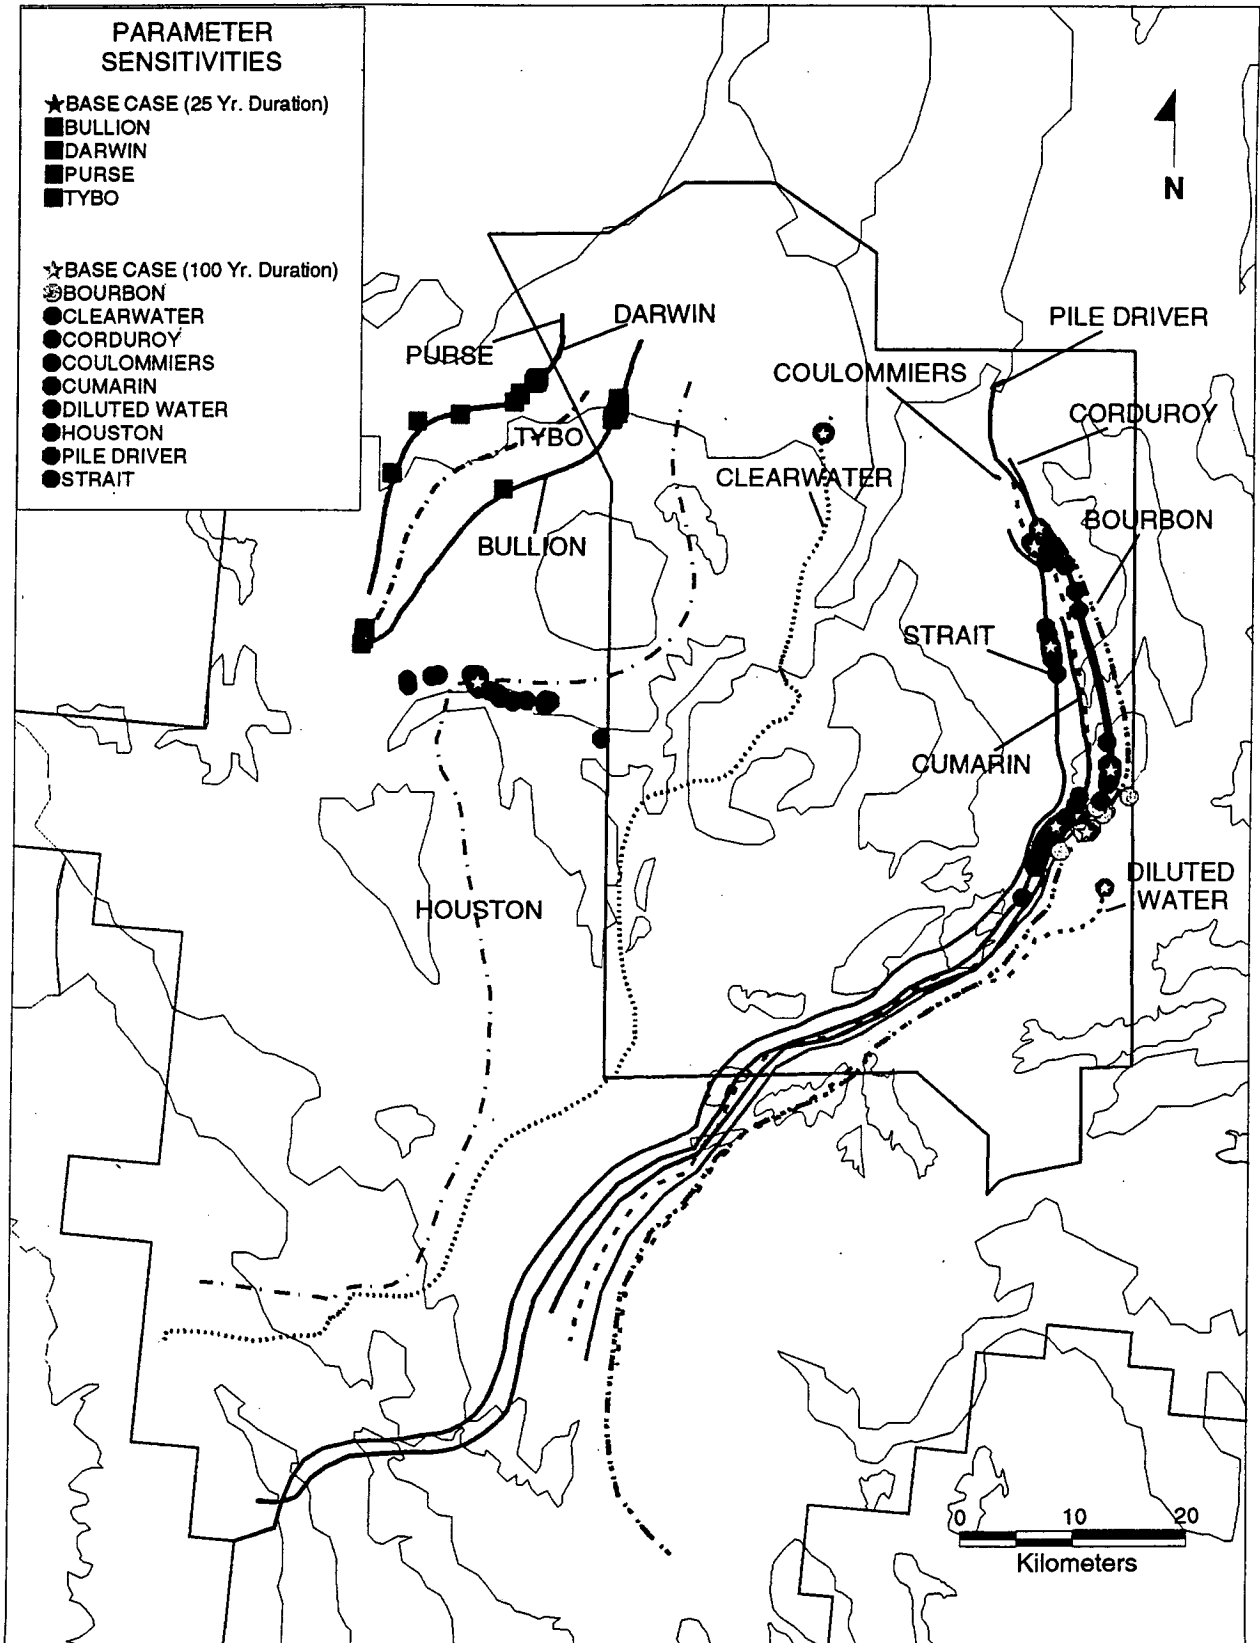 PARAMETER
SENSITIVITIES
BASE CASE (25 Yr. Duration)
BULLION
DARWIN
PURSE
TYBO
BASE CASE (100 Yr. Duration)
BOURBON
CLEARWATER
CORDUROY
COULOMMIERS
CUMARIN
DILUTED WATER
HOUSTON
PILE DRIVER
STRAIT
N
DARWIN
PILE DRIVER
PURSE
COULOMMIERS
CORDUROY
TYBO
CLEARWATER
BOURBON
BULLION
STRAIT
CUMARIN
DILUTED
WATER
HOUSTON
0 10 20
Kilometers